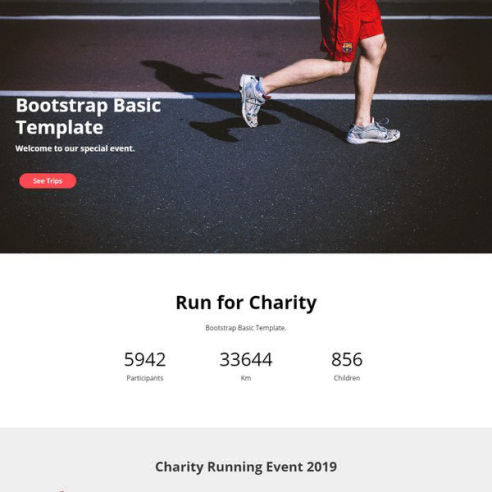 Bootstrap Basic
Template
Welcome to our special event.
See Trips
Run for Charity
Bootstrap Basic Template.
5942 33644 856
Participants Km Children
Charity Running Event 2019